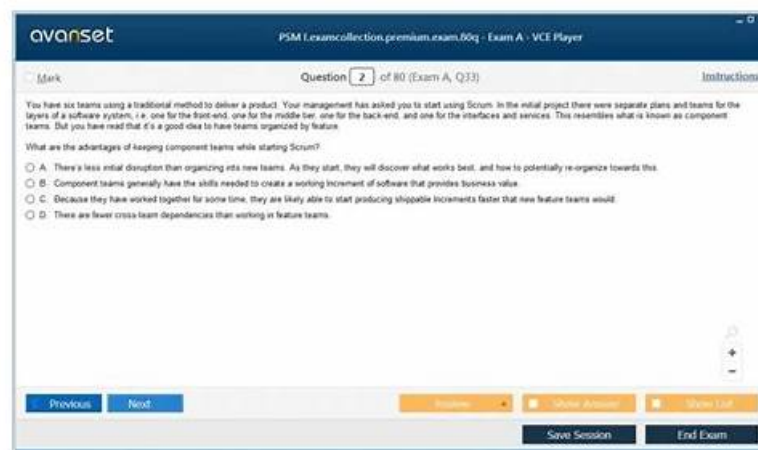 avanset
PSM I.examcollection.premium.exam.80q - Exam A - VCE Player
Mark
Question 2 of 80 (Exam A, Q33)
Instructions
You have six teams using a traditional method to deliver a product. Your management has asked you to start using Scrum. In the initial project there were separate plans and teams for the
layers of a software system, i.e. one for the front-end, one for the middle tier, one for the back-end, and one for the interfaces and services. This resembles what is known as component
teams. But you have read that it's a good idea to have teams organized by feature.
What are the advantages of keeping component teams while starting Scrum?
A. There's less initial disruption than organizing into new teams. As they start, they will discover what works best, and how to potentially re-organize towards this.
B. Component teams generally have the skills needed to create a working Increment of software that provides business value.
C. Because they have worked together for some time, they are likely able to start producing shippable Increments faster that new feature teams would.
D. There are fewer cross-team dependencies than working in feature teams.
Previous
Next
Review
Show Answer
Show List
Save Session
End Exam